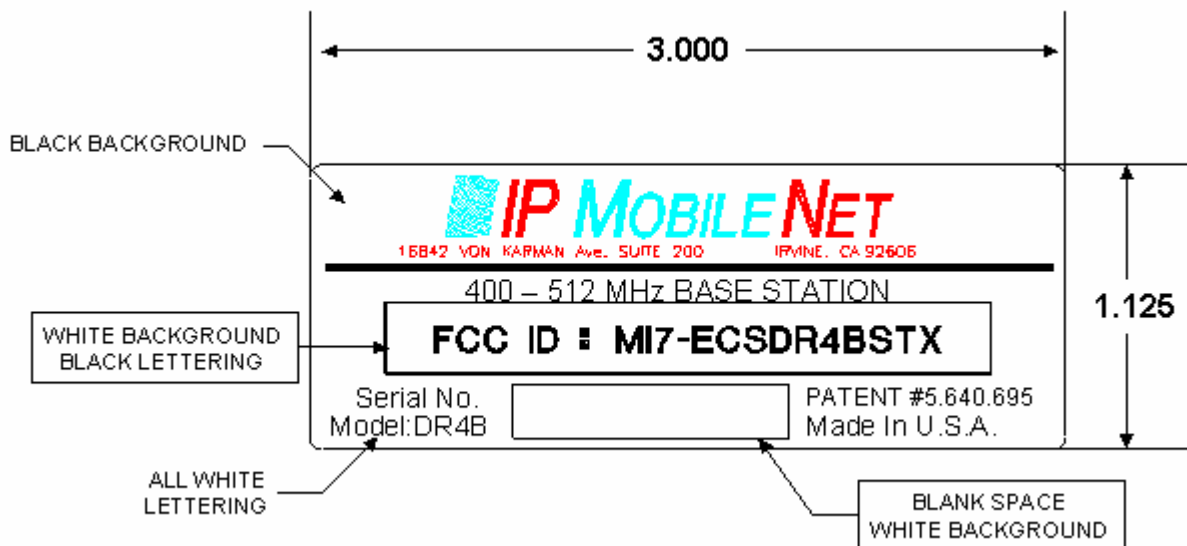 3.000
BLACK BACKGROUND
IP MOBILENET
16842 VON KARMAN Ave. SUITE 200 IRVINE. CA 92606
400 – 512 MHz BASE STATION
1.125
WHITE BACKGROUND
BLACK LETTERING
FCC ID : MI7-ECSDR4BSTX
Serial No.
Model:DR4B
PATENT #5.640.695
Made In U.S.A.
ALL WHITE
LETTERING
BLANK SPACE
WHITE BACKGROUND